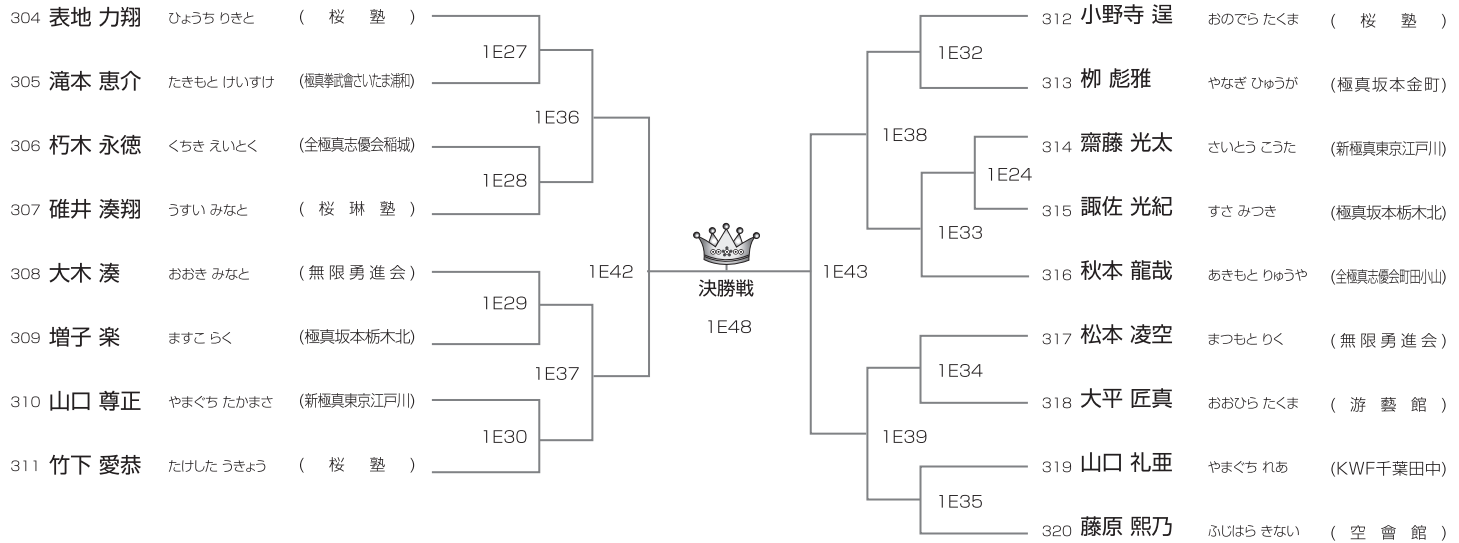 304 表地 力翔 ひょうち りきと (桜塾)
305 滝本 恵介 たきもと けいすけ (極真拳武會さいたま浦和)
306 朽木 永徳 くちき えいとく (全極真志優会稲城)
307 碓井 湊翔 うすい みなと (桜琳塾)
308 大木 湊 おおき みなと (無限勇進会)
309 増子 楽 ますこ らく (極真坂本栃木北)
310 山口 尊正 やまぐち たかまさ (新極真東京江戸川)
311 竹下 愛恭 たけした うきょう (桜塾)
1E27
1E28
1E29
1E30
1E36
1E37
1E42
決勝戦
1E48
1E43
1E38
1E39
1E32
1E33
1E24
1E34
1E35
312 小野寺 逞 おのでら たくま (桜塾)
313 栁 彪雅 やなぎ ひゅうが (極真坂本金町)
314 齋藤 光太 さいとう こうた (新極真東京江戸川)
315 諏佐 光紀 すさ みつき (極真坂本栃木北)
316 秋本 龍哉 あきもと りゅうや (全極真志優会町田小山)
317 松本 凌空 まつもと りく (無限勇進会)
318 大平 匠真 おおひら たくま (游藝館)
319 山口 礼亜 やまぐち れあ (KWF千葉田中)
320 藤原 熙乃 ふじはら きない (空會館)